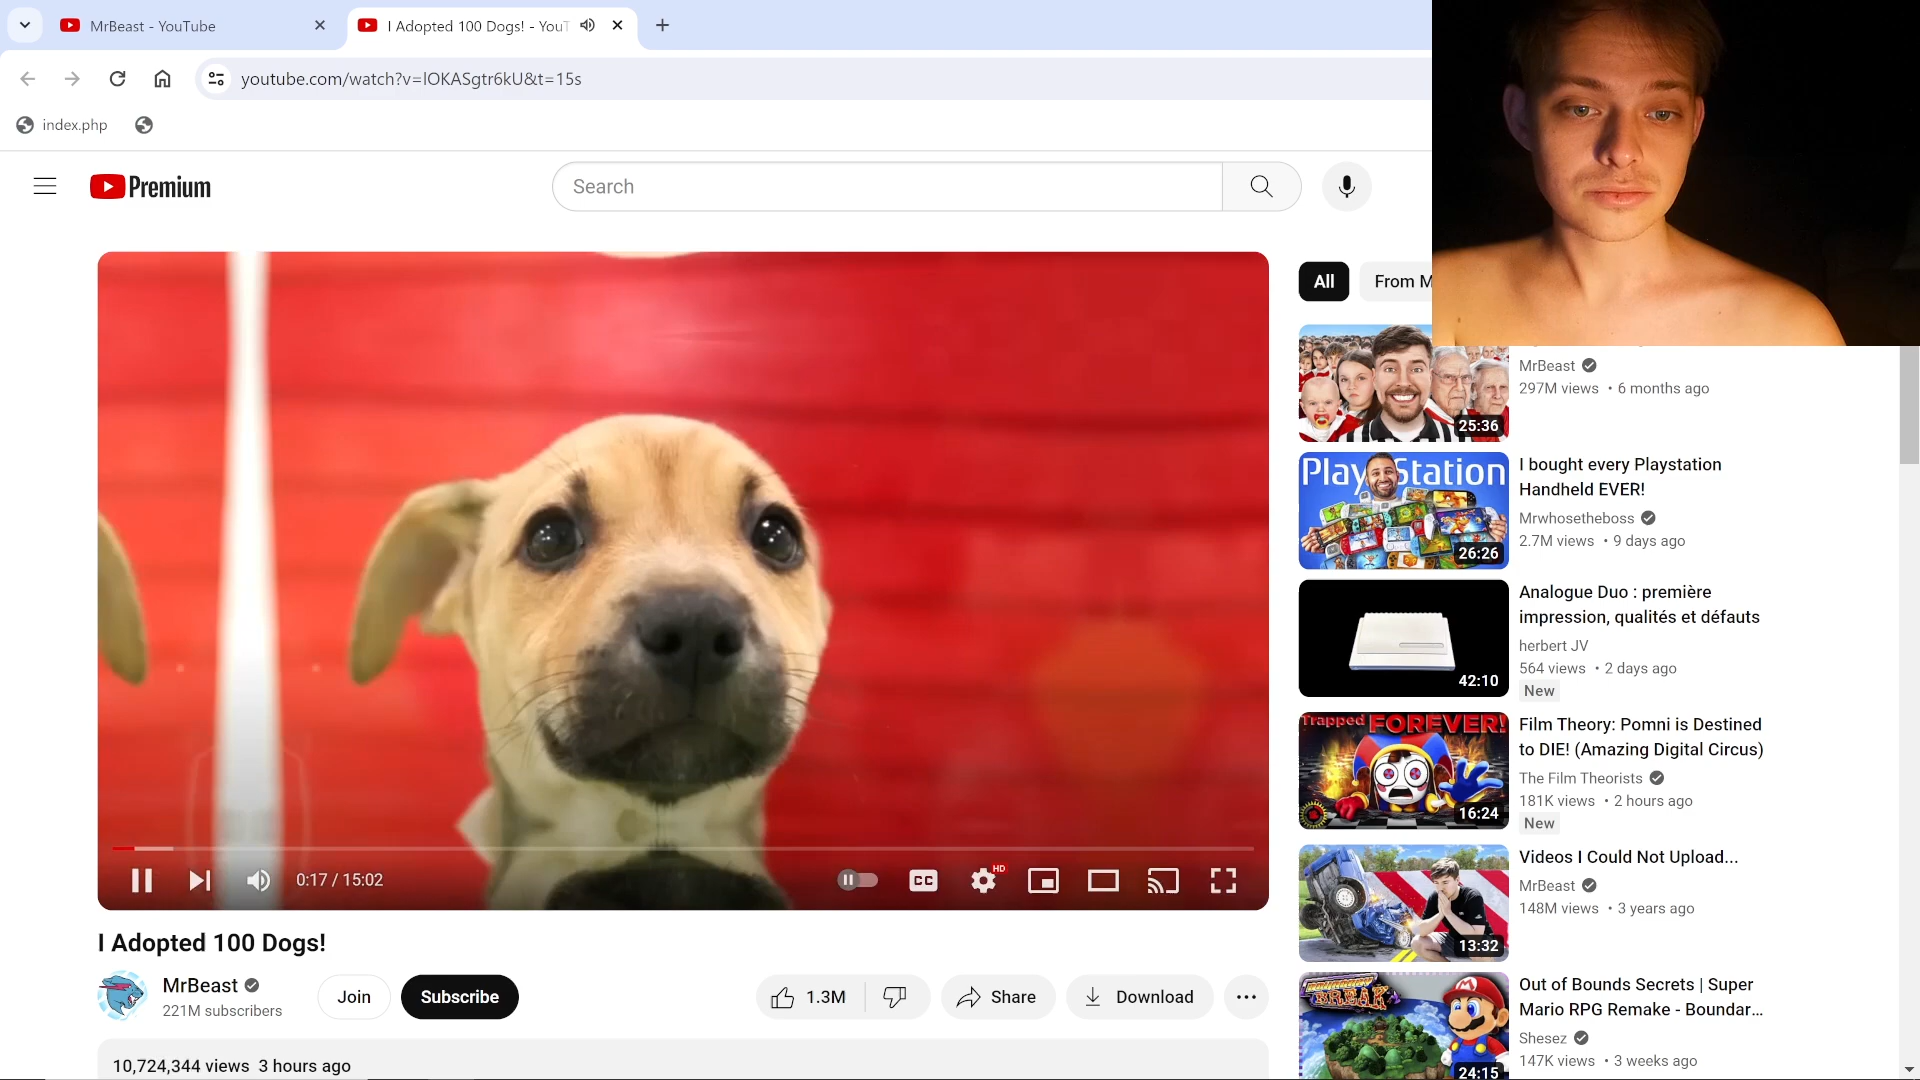 MrBeast - YouTube
I Adopted 100 Dogs! - YouT
youtube.com/watch?v=lOKASgtr6kU&t=15s
index.php
Premium
Search
All
From M
0:17 / 15:02
CC
HD
I Adopted 100 Dogs!
MrBeast
221M subscribers
Join
Subscribe
1.3M
Share
Download
10,724,344 views 3 hours ago
25:36
MrBeast
297M views • 6 months ago
PlayStation
26:26
I bought every Playstation
Handheld EVER!
Mrwhosetheboss
2.7M views • 9 days ago
42:10
Analogue Duo : première
impression, qualités et défauts
herbert JV
564 views • 2 days ago
New
Trapped FOREVER!
16:24
Film Theory: Pomni is Destined
to DIE! (Amazing Digital Circus)
The Film Theorists
181K views • 2 hours ago
New
13:32
Videos I Could Not Upload...
MrBeast
148M views • 3 years ago
BREAK
24:15
Out of Bounds Secrets | Super
Mario RPG Remake - Boundar...
Shesez
147K views • 3 weeks ago